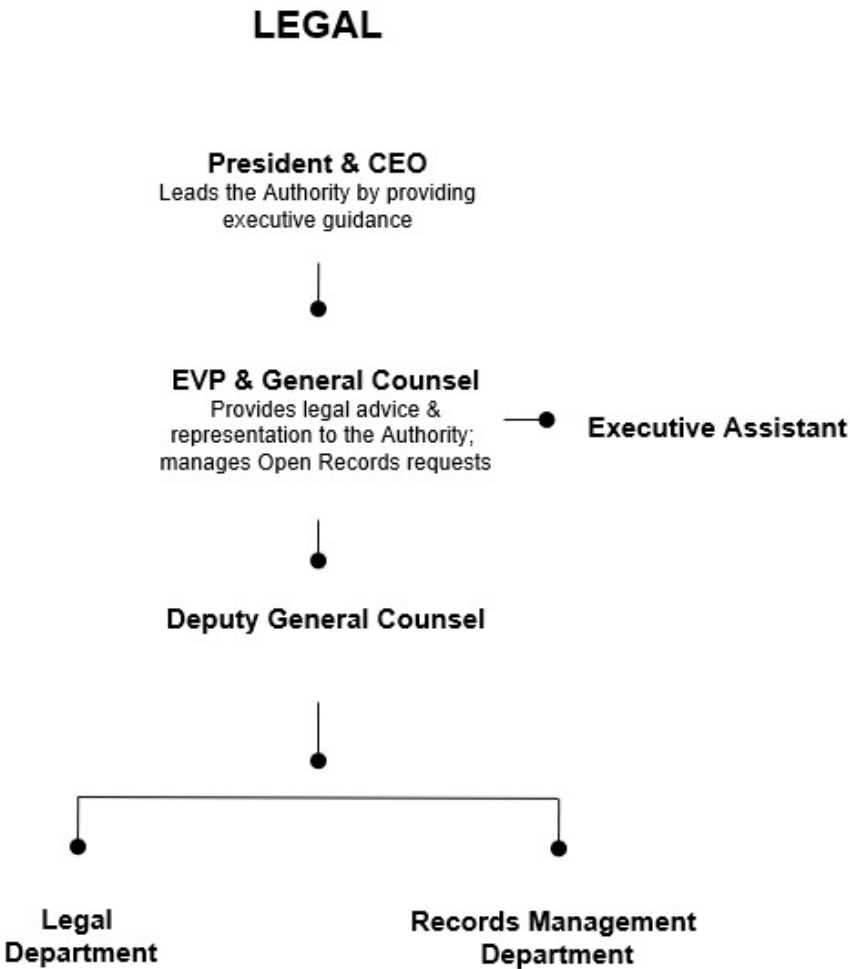 LEGAL
President & CEO
Leads the Authority by providing
executive guidance
EVP & General Counsel
Provides legal advice &
representation to the Authority;
manages Open Records requests
Executive Assistant
Deputy General Counsel
Legal
Department
Records Management
Department